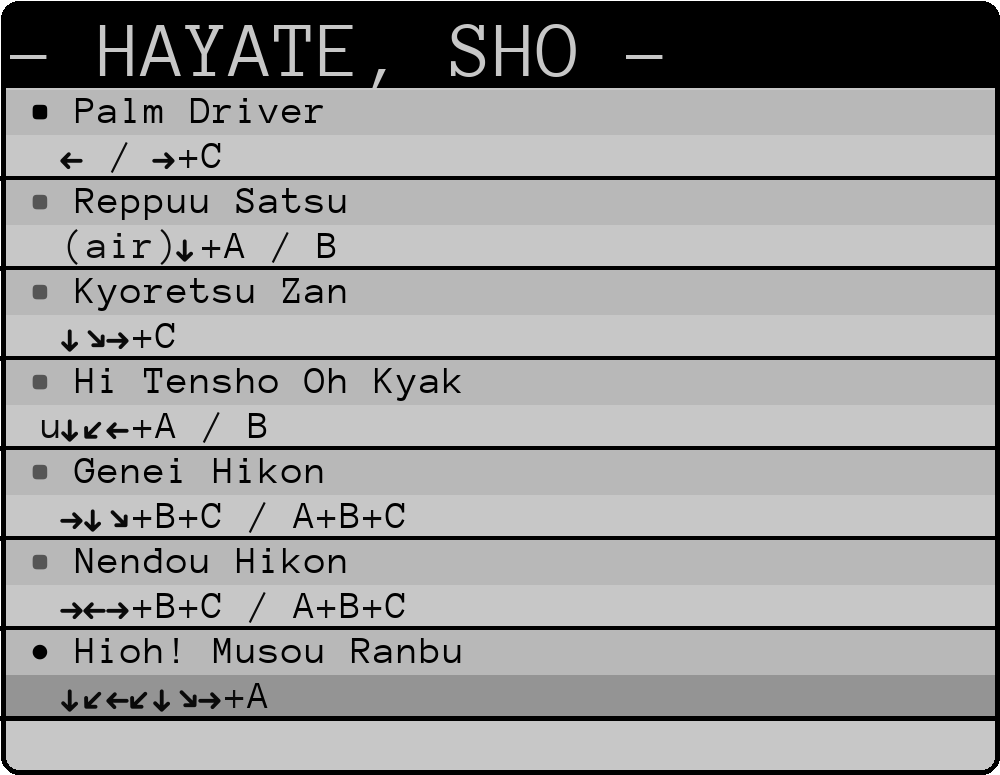 — HAYATE, SHO —
▪ Palm Driver
← / →+C
▪ Reppuu Satsu
(air)↓+A / B
▪ Kyoretsu Zan
↓↘→+C
▪ Hi Tensho Oh Kyak
u↓↙←+A / B
▪ Genei Hikon
→↓↘+B+C / A+B+C
▪ Nendou Hikon
→←→+B+C / A+B+C
● Hioh! Musou Ranbu
↓↙←↙↓↘→+A